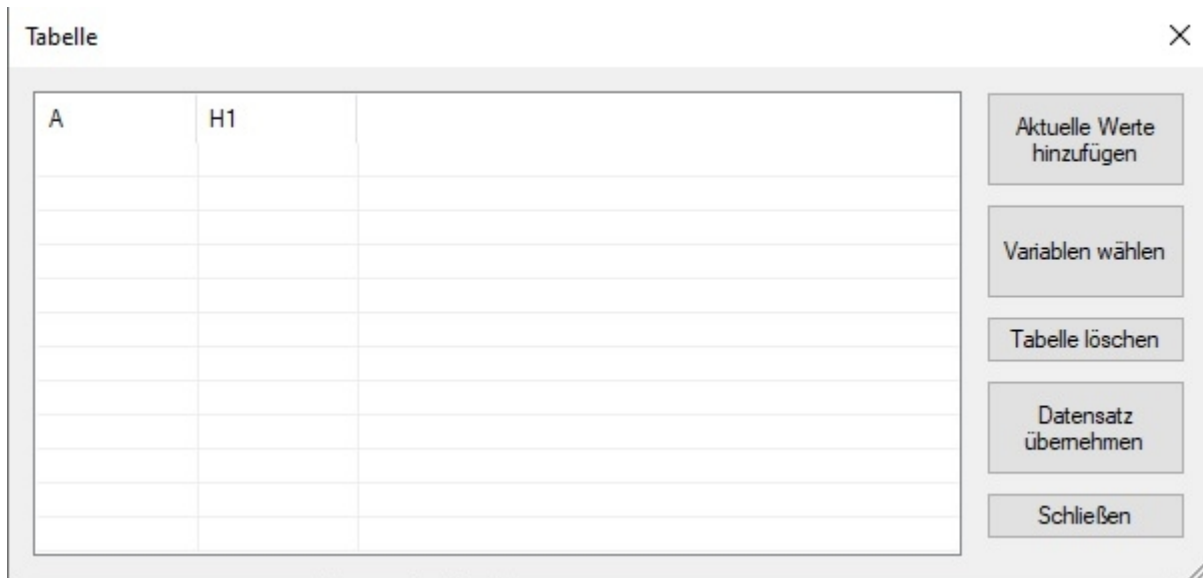 Tabelle
A H1
Aktuelle Werte
hinzufügen
Variablen wählen
Tabelle löschen
Datensatz
übernehmen
Schließen